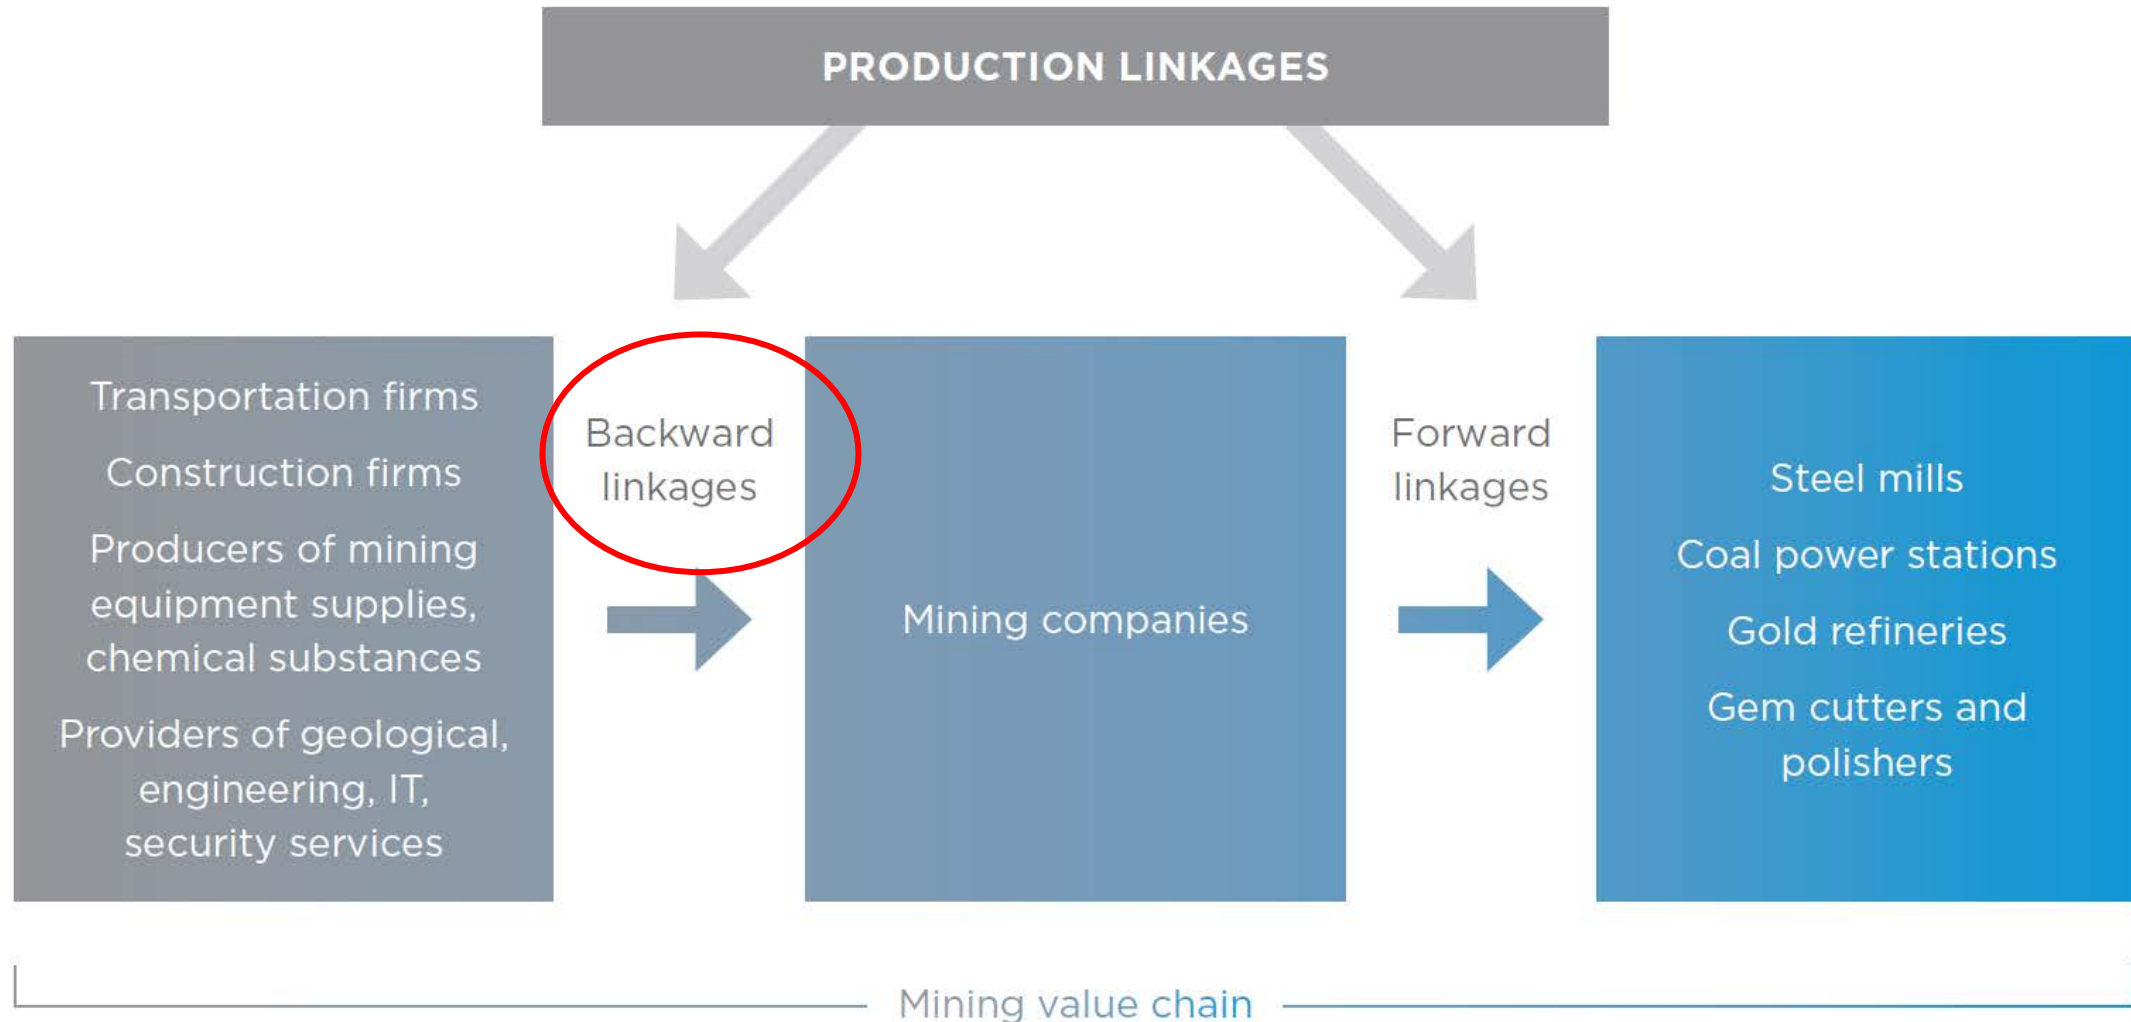 PRODUCTION LINKAGES
Transportation firms
Construction firms
Producers of mining
equipment supplies,
chemical substances
Providers of geological,
engineering, IT,
security services
Backward
linkages
Mining companies
Forward
linkages
Steel mills
Coal power stations
Gold refineries
Gem cutters and
polishers
Mining value chain